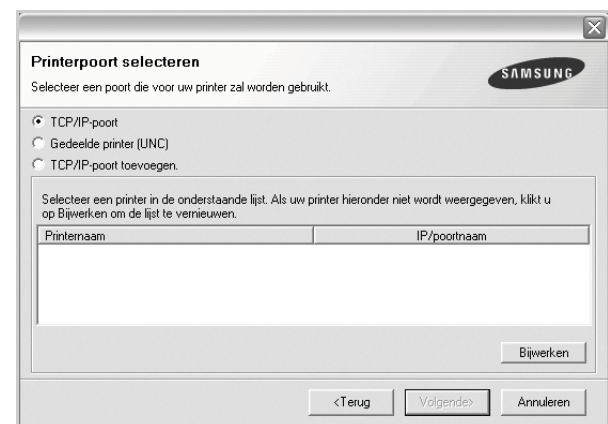 Printerpoort selecteren
Selecteer een poort die voor uw printer zal worden gebruikt.
SAMSUNG
TCP/IP-poort
Gedeelde printer (UNC)
TCP/IP-poort toevoegen.
Selecteer een printer in de onderstaande lijst. Als uw printer hieronder niet wordt weergegeven, klikt u
op Bijwerken om de lijst te vernieuwen.
Printernaam IP/poortnaam
Bijwerken
<Terug Volgende> Annuleren